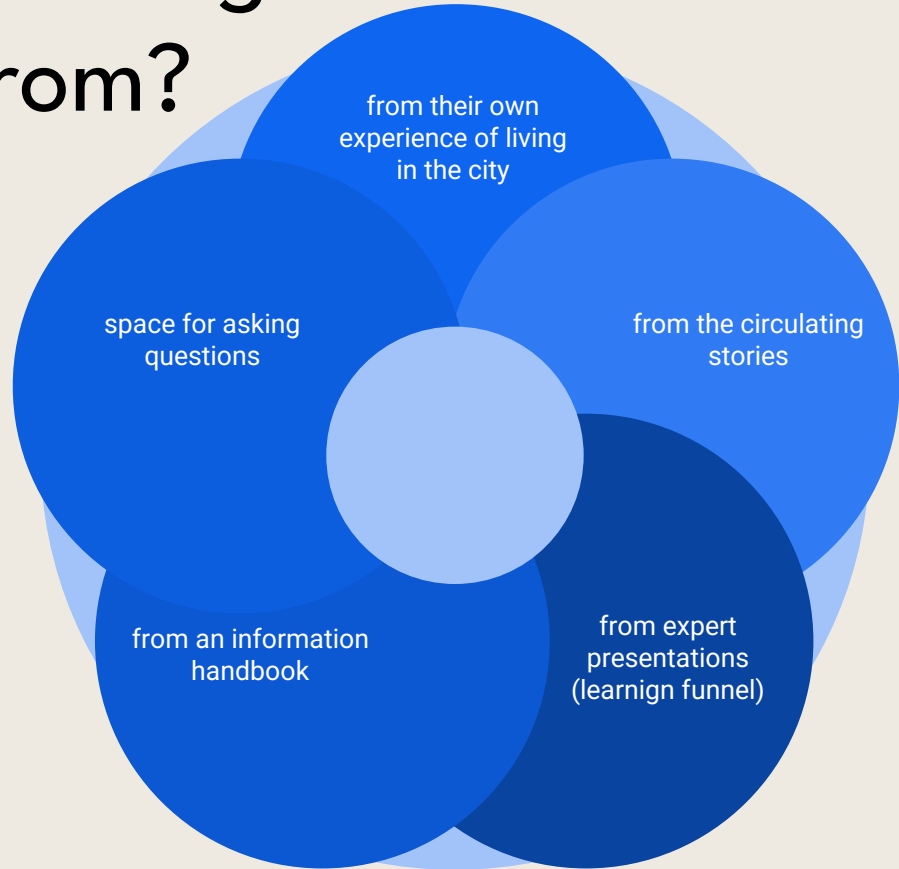 rom?
from their own
experience of living
in the city
space for asking
questions
from the circulating
stories
from an information
handbook
from expert
presentations
(learnign funnel)